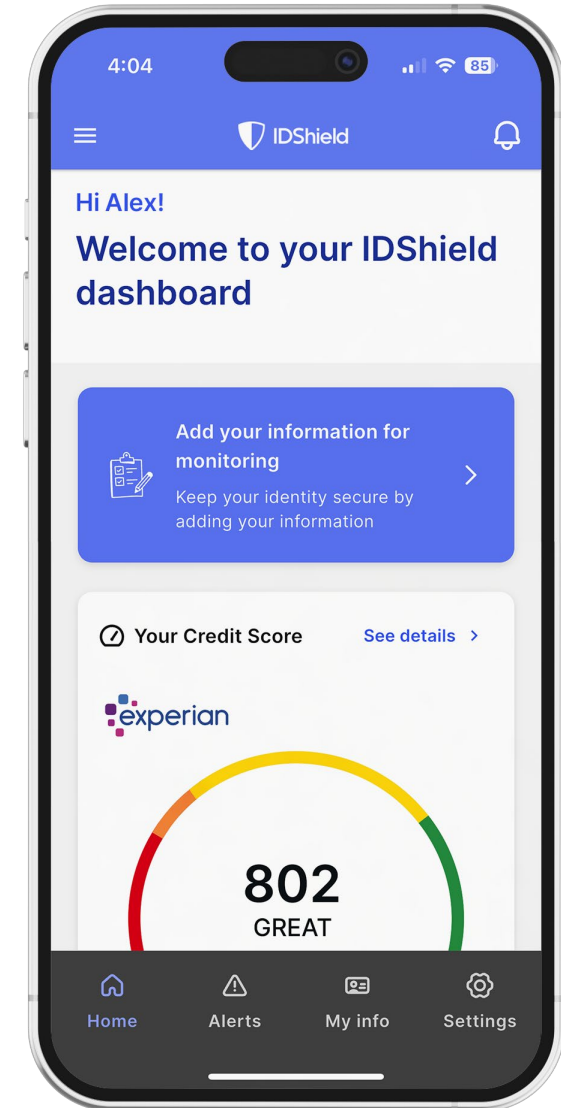 4:04
85
IDShield
Hi Alex!
Welcome to your IDShield
dashboard
Add your information for
monitoring
Keep your identity secure by
adding your information
Your Credit Score
See details
experian
802
GREAT
Home
Alerts
My info
Settings